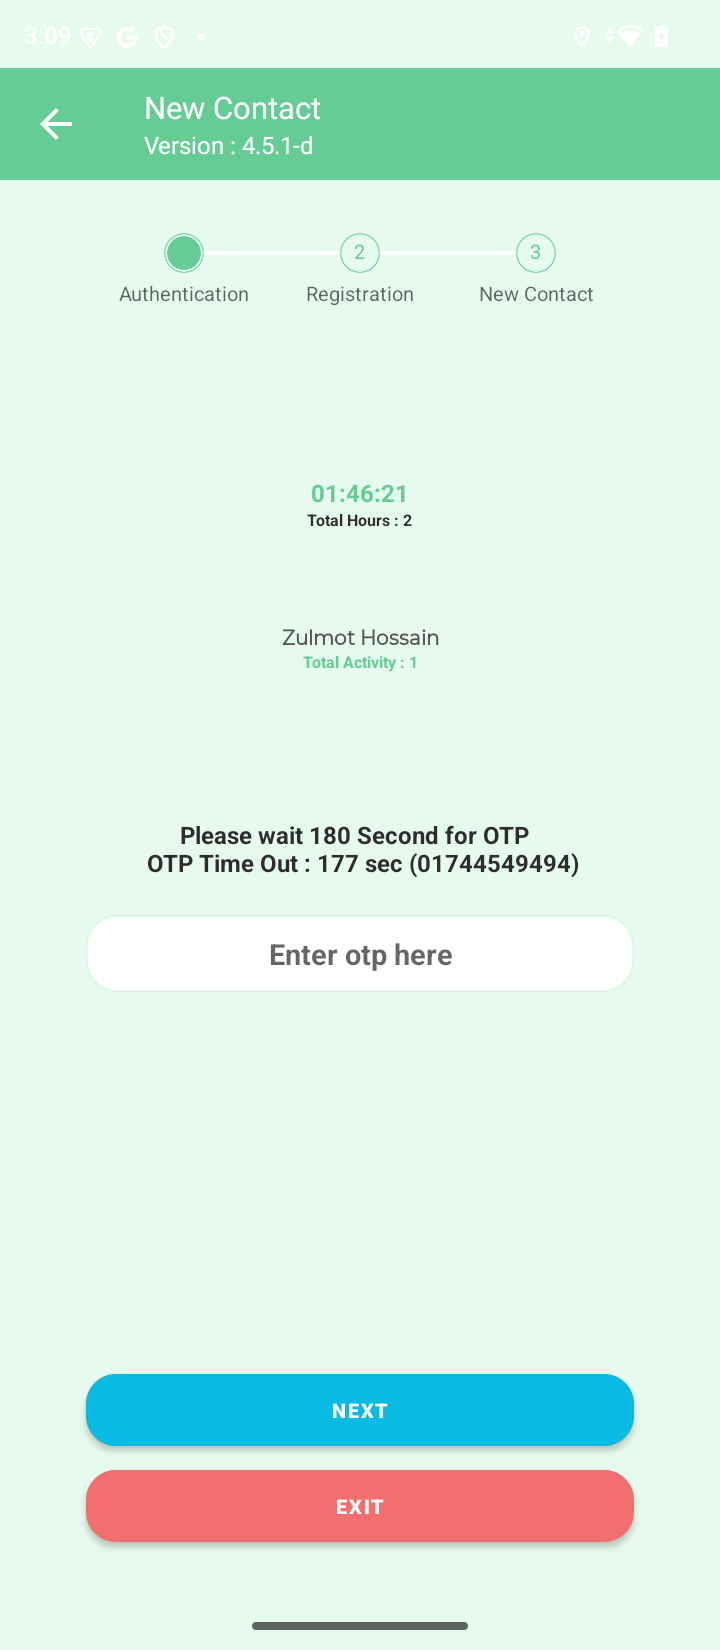 3:09
New Contact
Version : 4.5.1-d
2
3
Authentication
Registration
New Contact
01:46:21
Total Hours : 2
Zulmot Hossain
Total Activity : 1
Please wait 180 Second for OTP
OTP Time Out : 177 sec (01744549494)
Enter otp here
NEXT
EXIT